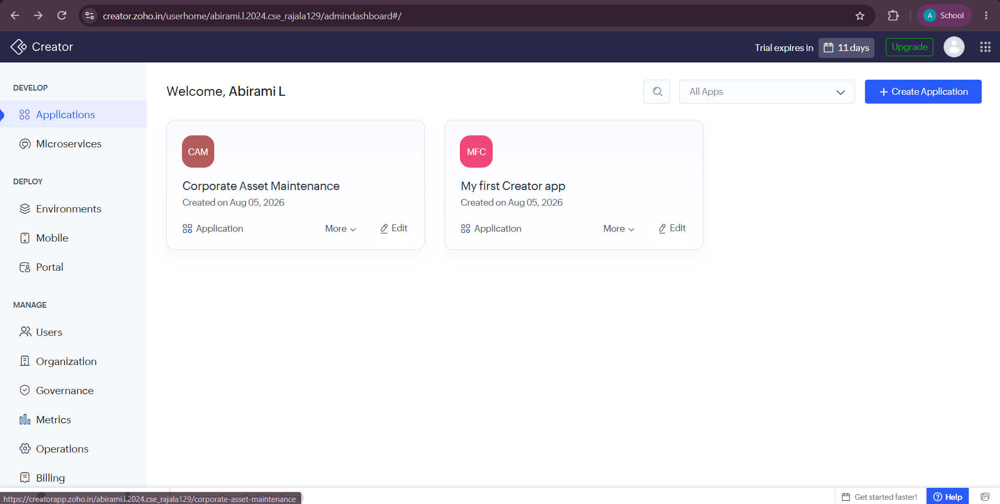 creator.zoho.in/userhome/abirami.l.2024.cse_rajala129/admindashboard#/
A School
Creator
Trial expires in 11 days Upgrade
DEVELOP
Applications
Microservices
DEPLOY
Environments
Mobile
Portal
MANAGE
Users
Organization
Governance
Metrics
Operations
Billing
Welcome, Abirami L
All Apps
+ Create Application
CAM
Corporate Asset Maintenance
Created on Aug 05, 2026
Application More Edit
MFC
My first Creator app
Created on Aug 05, 2026
Application More Edit
https://creatorapp.zoho.in/abirami.l.2024.cse_rajala129/corporate-asset-maintenance
Get started faster! Help